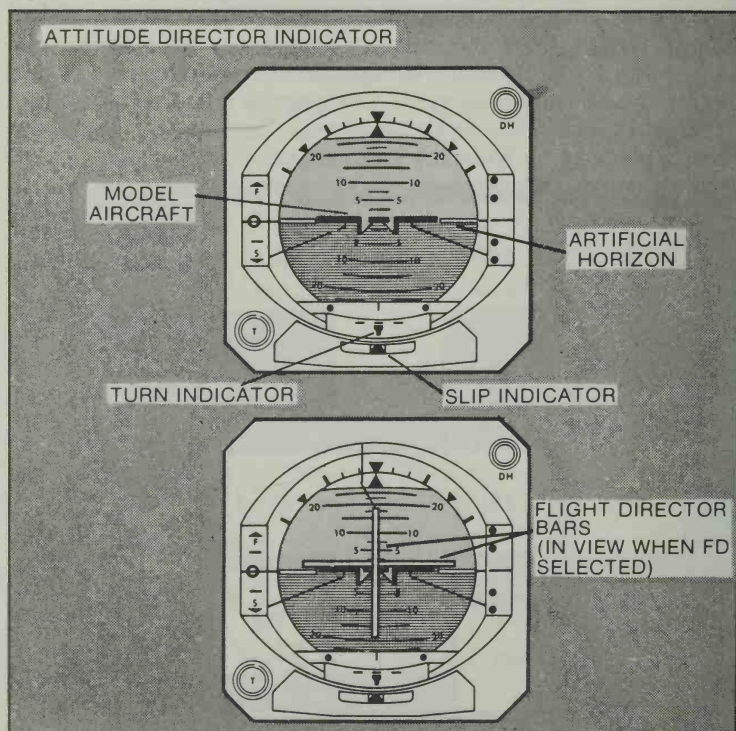 ATTITUDE DIRECTOR INDICATOR
DH
20 20
10 10
F
5 5
MODEL
AIRCRAFT
ARTIFICIAL
HORIZON
5
S
10 10
20 20
T
TURN INDICATOR
SLIP INDICATOR
DH
20 20
FLIGHT DIRECTOR
BARS
(IN VIEW WHEN FD
SELECTED)
10 10
F
5 5
S
10 10
20
T